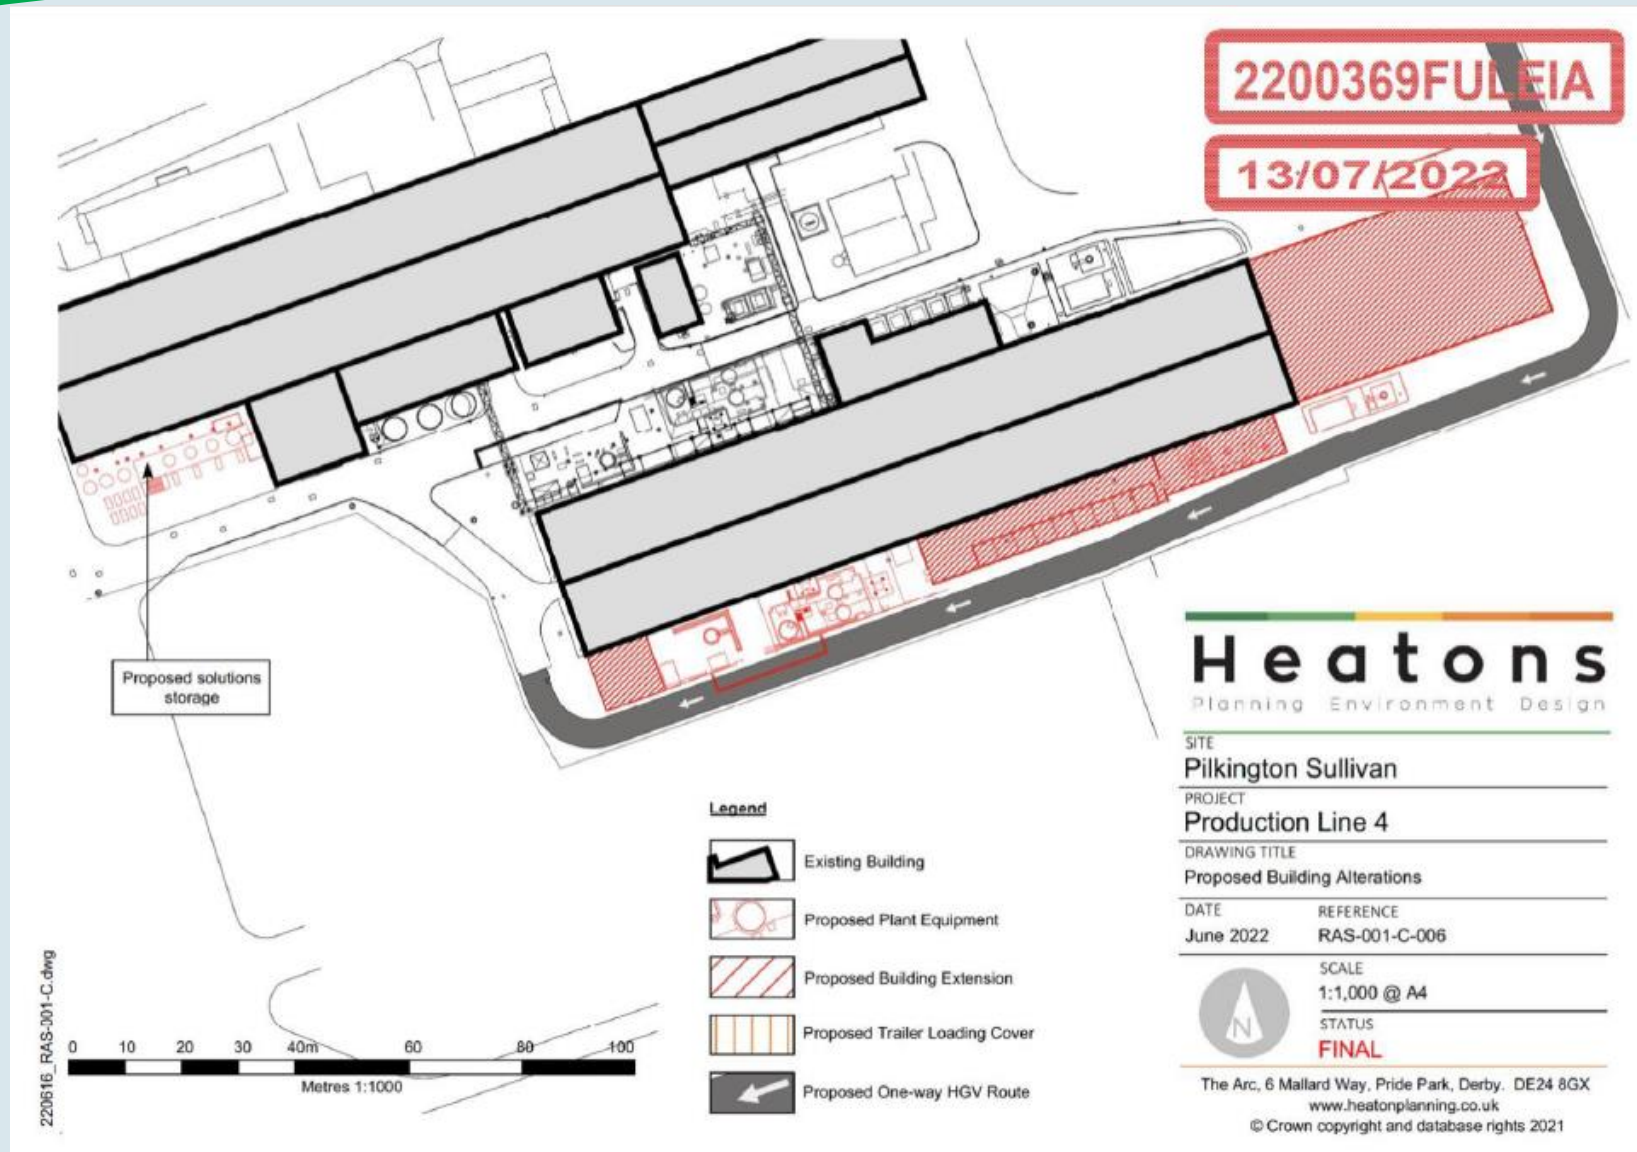 2200369FULEIA
13/07/2022
Proposed solutions
storage
Heatons
Planning Environment Design
SITE
Pilkington Sullivan
PROJECT
Production Line 4
DRAWING TITLE
Proposed Building Alterations
DATE
June 2022
REFERENCE
RAS-001-C-006
N
SCALE
1:1,000 @ A4
STATUS
FINAL
The Arc, 6 Mallard Way, Pride Park, Derby. DE24 8GX
www.heatonplanning.co.uk
© Crown copyright and database rights 2021
Legend
Existing Building
Proposed Plant Equipment
Proposed Building Extension
Proposed Trailer Loading Cover
Proposed One-way HGV Route
0 10 20 30 40m 60 80 100
Metres 1:1000
220616_RAS-001-C.dwg